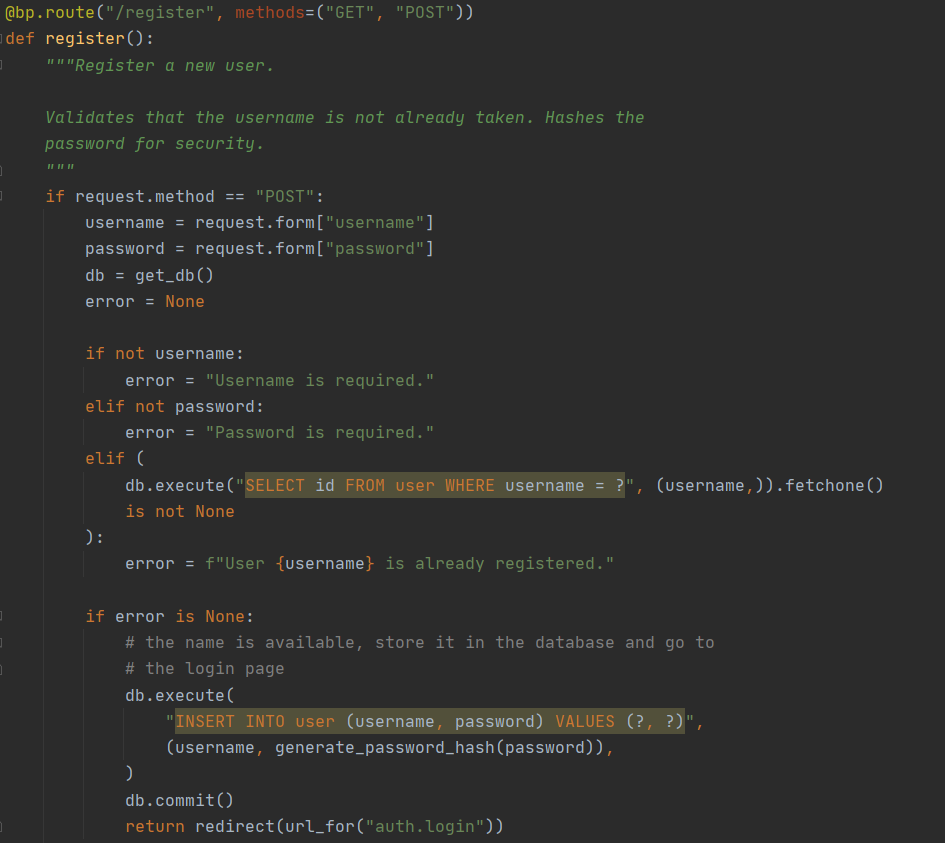 @bp.route("/register", methods=("GET", "POST"))
def register():
    """Register a new user.

    Validates that the username is not already taken. Hashes the
    password for security.
    """
    if request.method == "POST":
        username = request.form["username"]
        password = request.form["password"]
        db = get_db()
        error = None

        if not username:
            error = "Username is required."
        elif not password:
            error = "Password is required."
        elif (
            db.execute("SELECT id FROM user WHERE username = ?", (username,)).fetchone()
            is not None
        ):
            error = f"User {username} is already registered."

        if error is None:
            # the name is available, store it in the database and go to
            # the login page
            db.execute(
                "INSERT INTO user (username, password) VALUES (?, ?)",
                (username, generate_password_hash(password)),
            )
            db.commit()
            return redirect(url_for("auth.login"))